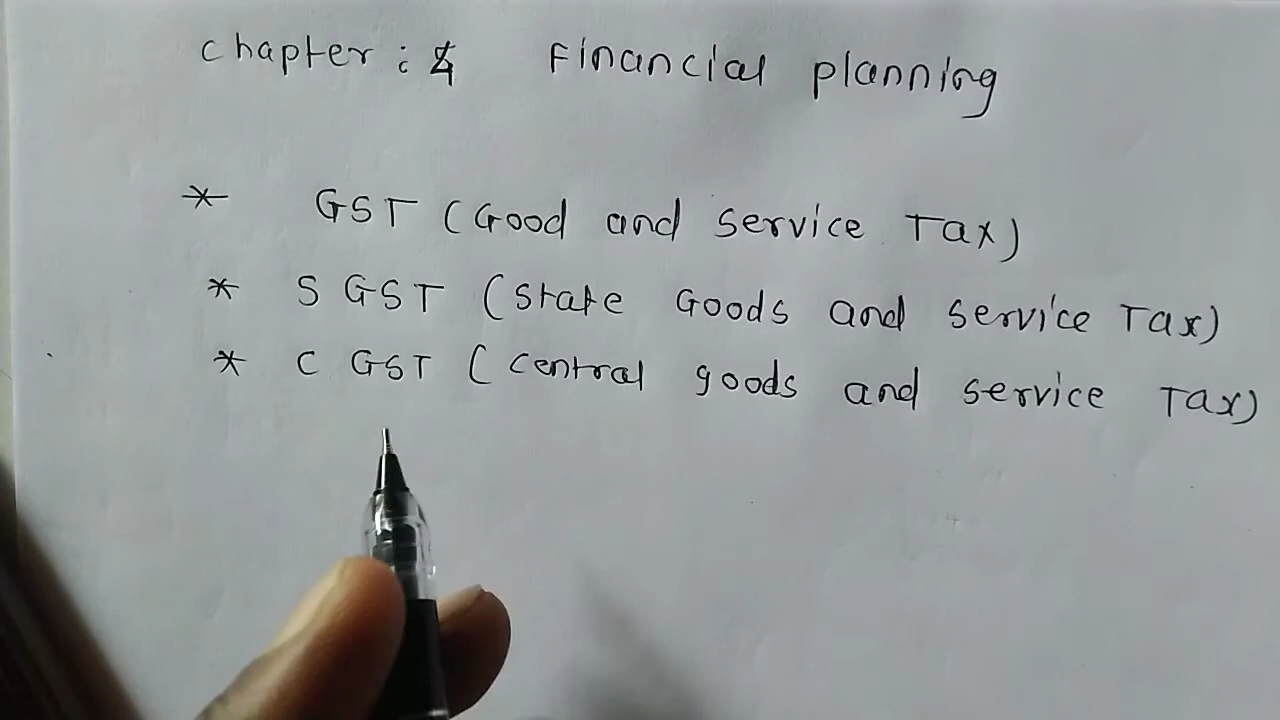 Chapter : 4 Financial planning
* GST (Good and service Tax)
* S GST (State Goods and service Tax)
* C GST (Central goods and service Tax)